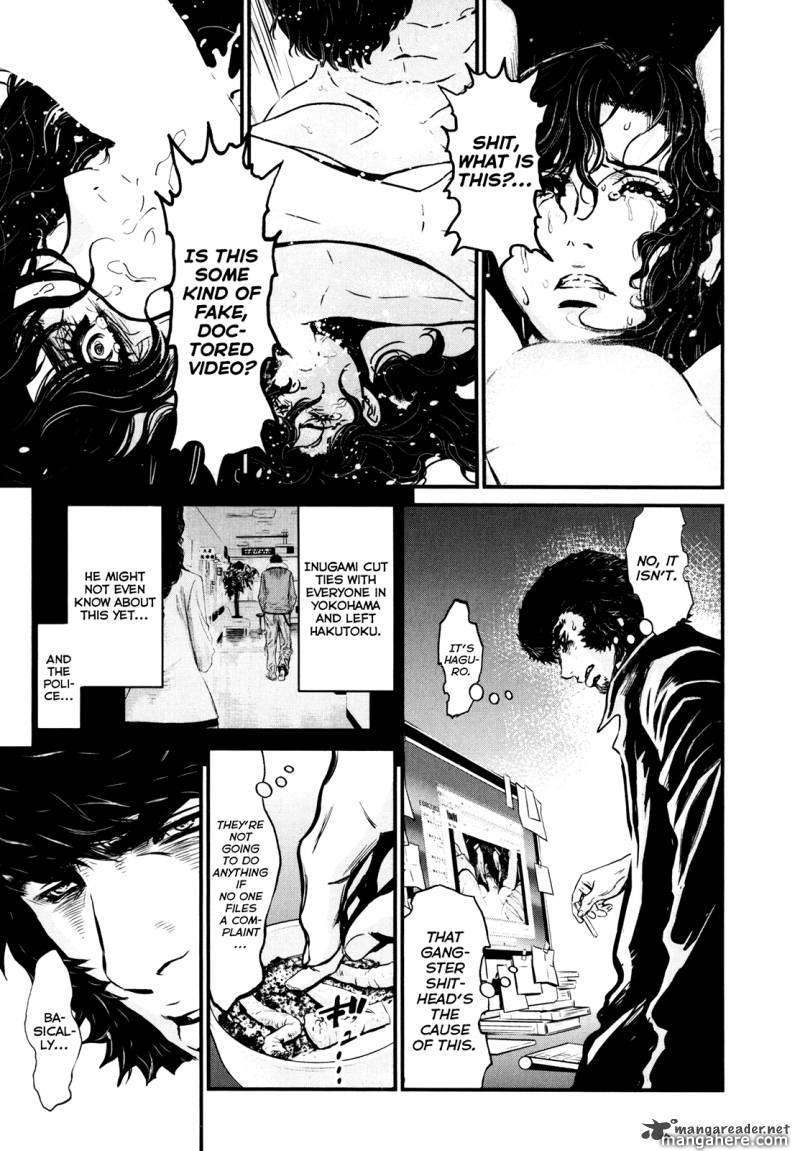 SHIT,
WHAT IS
THIS?...
IS THIS
SOME
KIND OF
FAKE,
DOC-
TORED
VIDEO?
NO, IT
ISN'T.
IT'S
HAGU-
RO.
THAT
GANG-
STER
SHIT-
HEAD'S
THE
CAUSE
OF THIS.
INUGAMI CUT
TIES WITH
EVERYONE IN
YOKOHAMA
AND LEFT
HAKUTOKU.
HE MIGHT
NOT EVEN
KNOW ABOUT
THIS YET...
AND
THE
POLI-
CE...
THEY'RE
NOT
GOING TO DO
ANYTHING
IF
NO ONE
FILES
A COM-
PLAINT
...
BA-
SICAL-
LY...
mangareader.net
www.mangahere.com